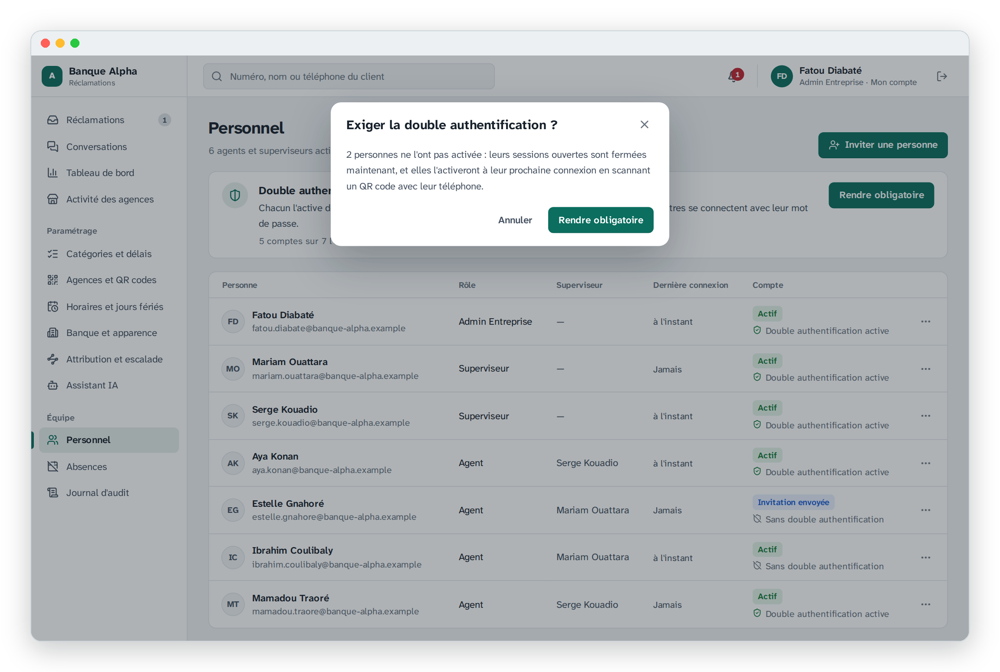 A
Banque Alpha
Réclamations
Numéro, nom ou téléphone du client
1
FD
Fatou Diabaté
Admin Entreprise · Mon compte
Réclamations
1
Conversations
Tableau de bord
Activité des agences
Paramétrage
Catégories et délais
Agences et QR codes
Horaires et jours fériés
Banque et apparence
Attribution et escalade
Assistant IA
Équipe
Personnel
Absences
Journal d'audit
Personnel
6 agents et superviseurs
Inviter une personne
Exiger la double authentification ?
2 personnes ne l'ont pas activée : leurs sessions ouvertes sont fermées
maintenant, et elles l'activeront à leur prochaine connexion en scannant
un QR code avec leur téléphone.
Annuler
Rendre obligatoire
Double
Chacun l'active
se connectent avec leur mot
de passe.
5 comptes sur 7
Rendre obligatoire
Personne
Rôle
Superviseur
Dernière connexion
Compte
FD
Fatou Diabaté
fatou.diabate@banque-alpha.example
Admin Entreprise
—
à l'instant
Actif
Double authentification active
MO
Mariam Ouattara
mariam.ouattara@banque-alpha.example
Superviseur
—
Jamais
Actif
Double authentification active
SK
Serge Kouadio
serge.kouadio@banque-alpha.example
Superviseur
—
à l'instant
Actif
Double authentification active
AK
Aya Konan
aya.konan@banque-alpha.example
Agent
Serge Kouadio
à l'instant
Actif
Double authentification active
EG
Estelle Gnahoré
estelle.gnahore@banque-alpha.example
Agent
Mariam Ouattara
Jamais
Invitation envoyée
Sans double authentification
IC
Ibrahim Coulibaly
ibrahim.coulibaly@banque-alpha.example
Agent
Mariam Ouattara
à l'instant
Actif
Sans double authentification
MT
Mamadou Traoré
mamadou.traore@banque-alpha.example
Agent
Serge Kouadio
Jamais
Actif
Double authentification active